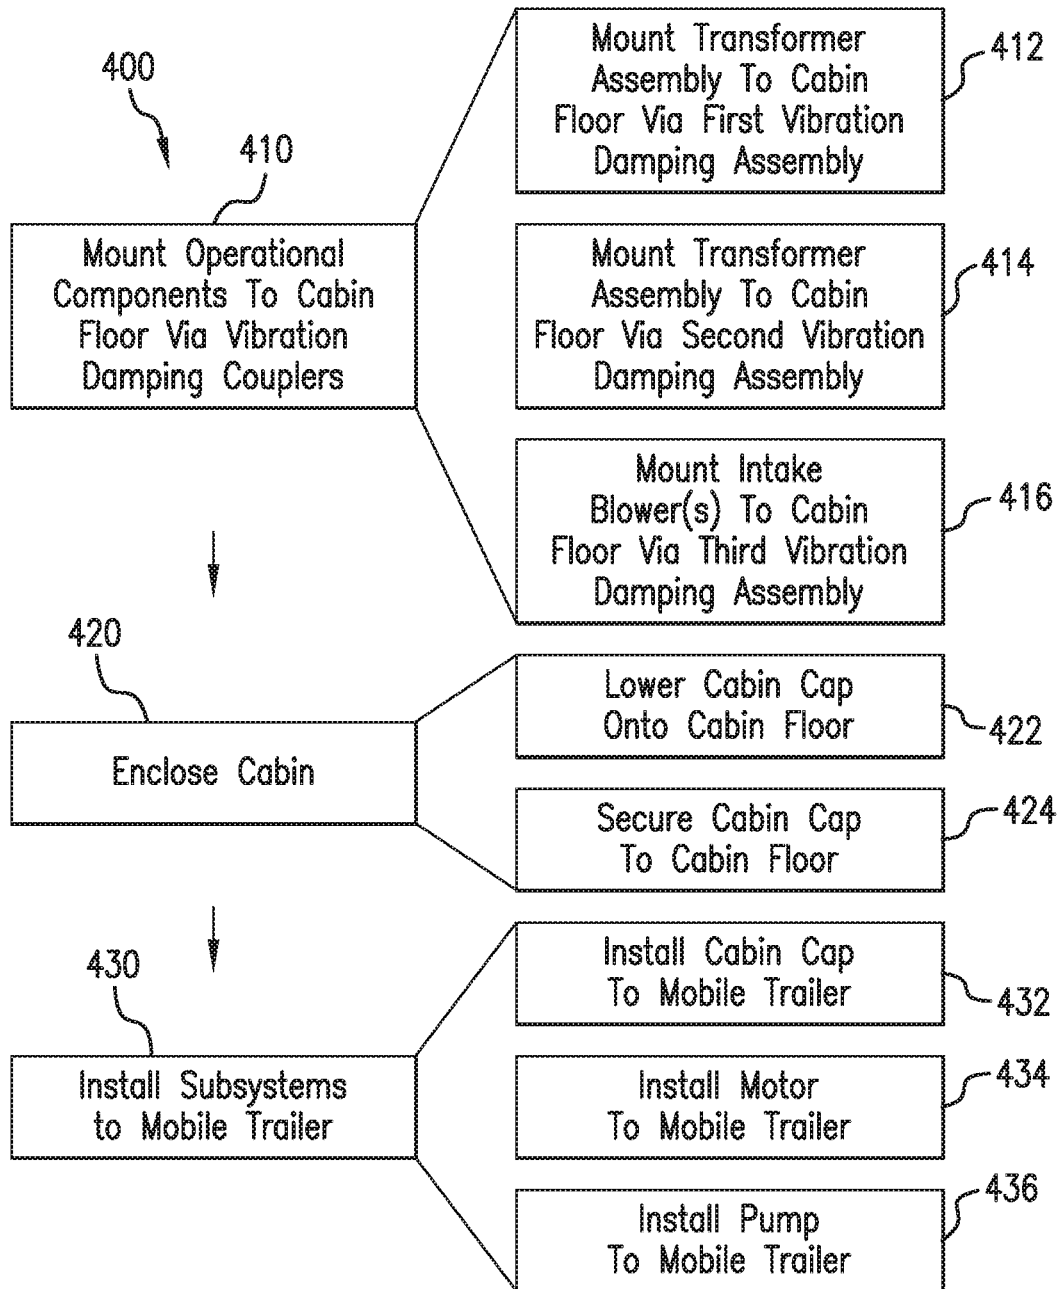 400
410
Mount Operational
Components To Cabin
Floor Via Vibration
Damping Couplers
Mount Transformer
Assembly To Cabin
Floor Via First Vibration
Damping Assembly
412
Mount Transformer
Assembly To Cabin
Floor Via Second Vibration
Damping Assembly
414
Mount Intake
Blower(s) To Cabin
Floor Via Third Vibration
Damping Assembly
416
420
Enclose Cabin
Lower Cabin Cap
Onto Cabin Floor
422
Secure Cabin Cap
To Cabin Floor
424
430
Install Subsystems
to Mobile Trailer
Install Cabin Cap
To Mobile Trailer
432
Install Motor
To Mobile Trailer
434
Install Pump
To Mobile Trailer
436